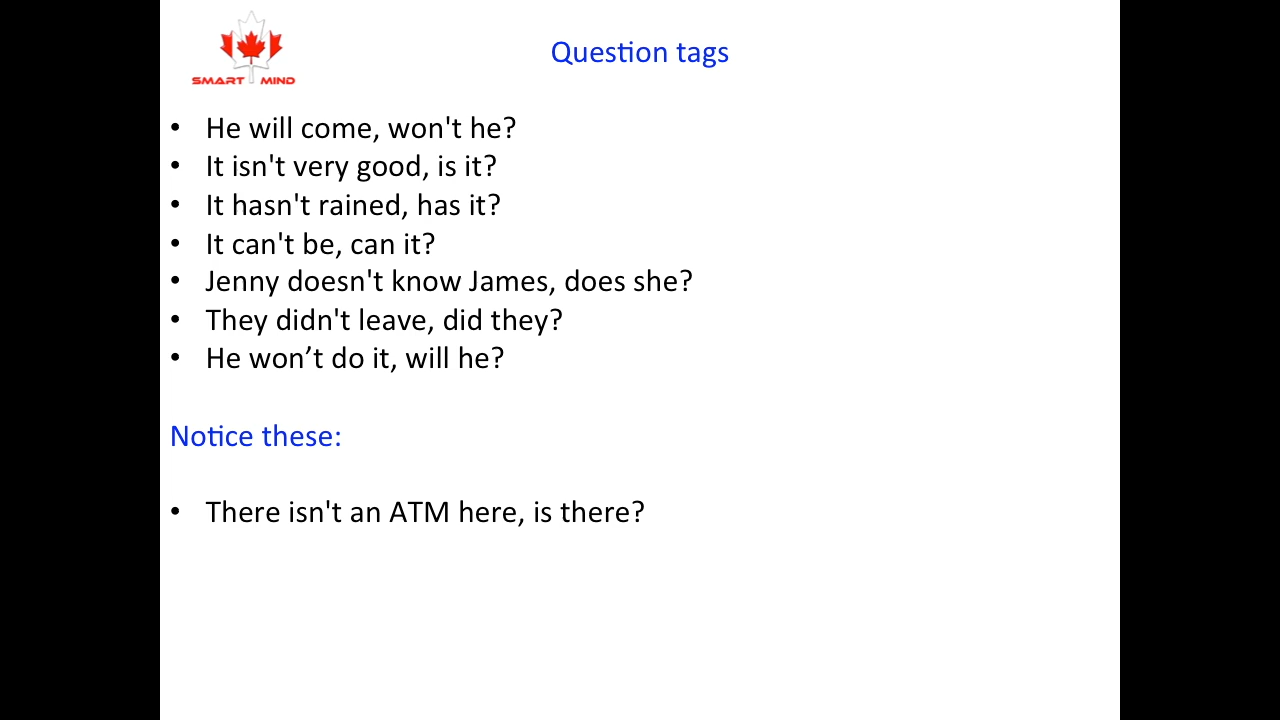 SMART MIND
Question tags
• He will come, won't he?
• It isn't very good, is it?
• It hasn't rained, has it?
• It can't be, can it?
• Jenny doesn't know James, does she?
• They didn't leave, did they?
• He won’t do it, will he?
Notice these:
• There isn't an ATM here, is there?